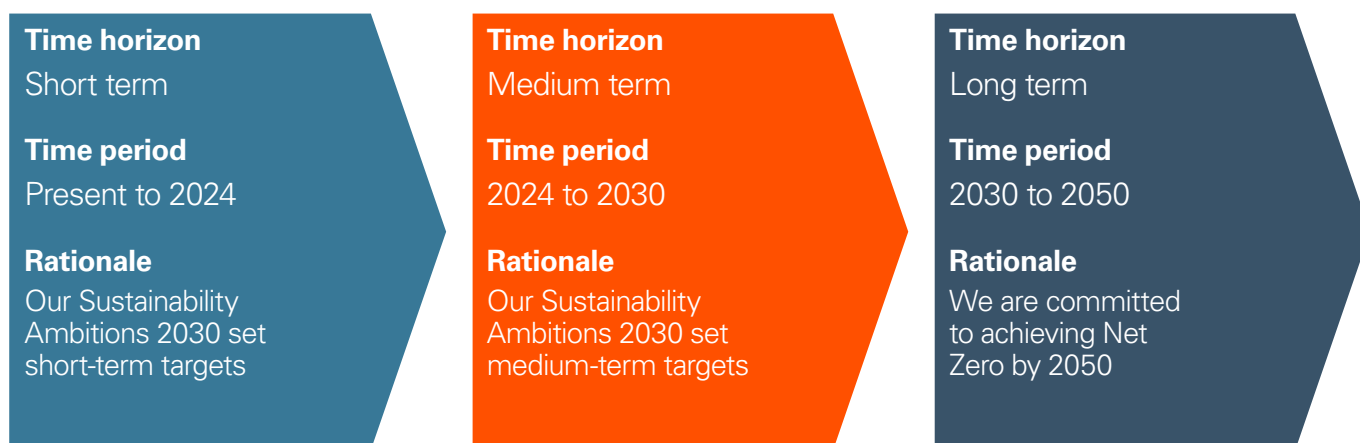 Time horizon
Short term
Time period
Present to 2024
Rationale
Our Sustainability
Ambitions 2030 set
short-term targets
Time horizon
Medium term
Time period
2024 to 2030
Rationale
Our Sustainability
Ambitions 2030 set
medium-term targets
Time horizon
Long term
Time period
2030 to 2050
Rationale
We are committed
to achieving Net
Zero by 2050